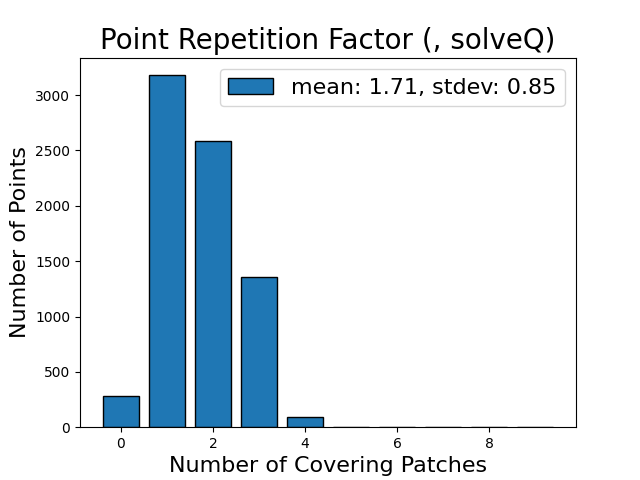 Point Repetition Factor (, solveQ)
mean: 1.71, stdev: 0.85
Number of Points
3000
2500
2000
1500
1000
500
0
0 2 4 6 8
Number of Covering Patches